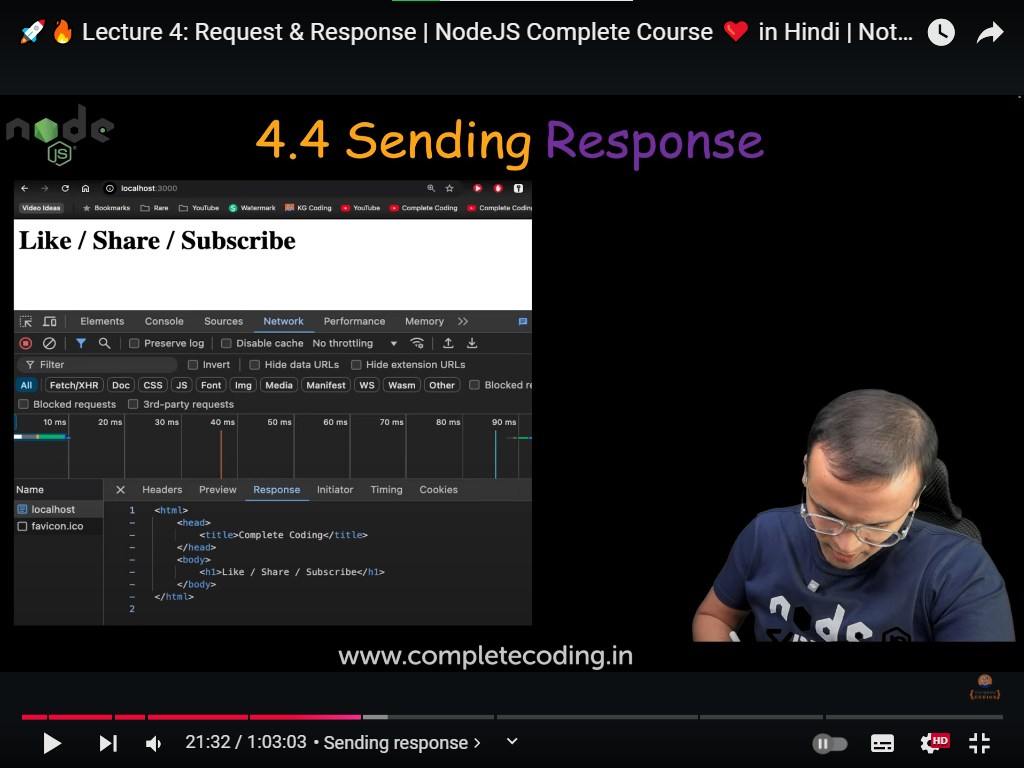 🚀🔥 Lecture 4: Request & Response | NodeJS Complete Course ❤️ in Hindi | Not...
node
JS
4.4 Sending Response
localhost:3000
Video Ideas Bookmarks Rare YouTube Watermark KG Coding YouTube Complete Coding Complete Codin
Like / Share / Subscribe
Elements Console Sources Network Performance Memory >>
Preserve log Disable cache No throttling
Filter Invert Hide data URLs Hide extension URLs
All Fetch/XHR Doc CSS JS Font Img Media Manifest WS Wasm Other Blocked re
Blocked requests 3rd-party requests
10 ms 20 ms 30 ms 40 ms 50 ms 60 ms 70 ms 80 ms 90 ms
Name Headers Preview Response Initiator Timing Cookies
localhost
favicon.ico
1 <html>
- <head>
- <title>Complete Coding</title>
- </head>
- <body>
- <h1>Like / Share / Subscribe</h1>
- </body>
- </html>
2
node
JS
www.completecoding.in
21:32 / 1:03:03 • Sending response >
HD